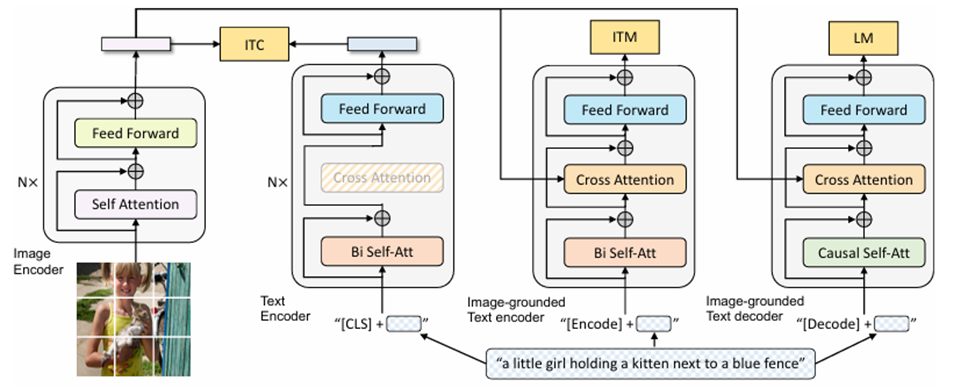 ITC
ITM
LM
Feed Forward
Self Attention
N×
Image
Encoder
Feed Forward
Cross Attention
Bi Self-Att
N×
Text
Encoder
"[CLS] + "
Feed Forward
Cross Attention
Bi Self-Att
Image-grounded
Text encoder
"[Encode] + "
Feed Forward
Cross Attention
Causal Self-Att
Image-grounded
Text decoder
"[Decode] + "
"a little girl holding a kitten next to a blue fence"